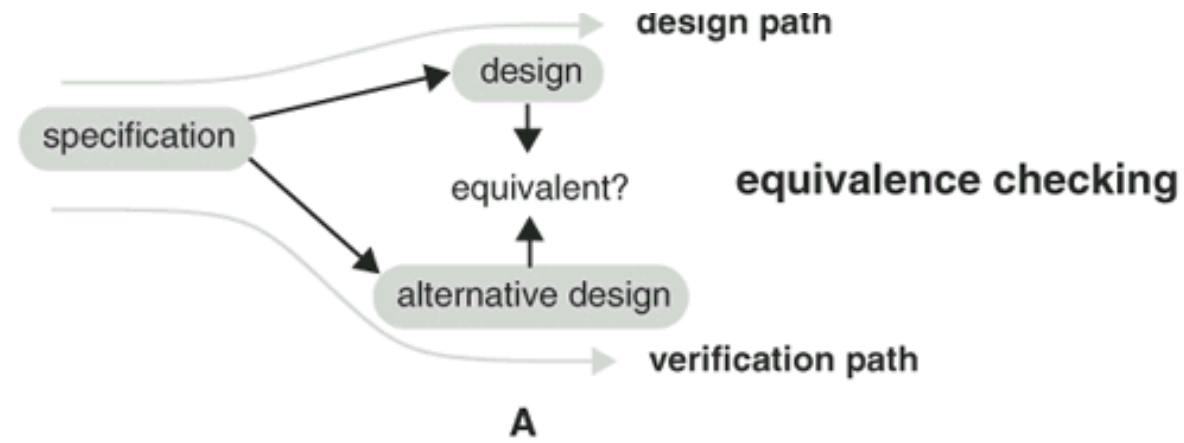 design path
design
specification
equivalent?
equivalence checking
alternative design
verification path
A